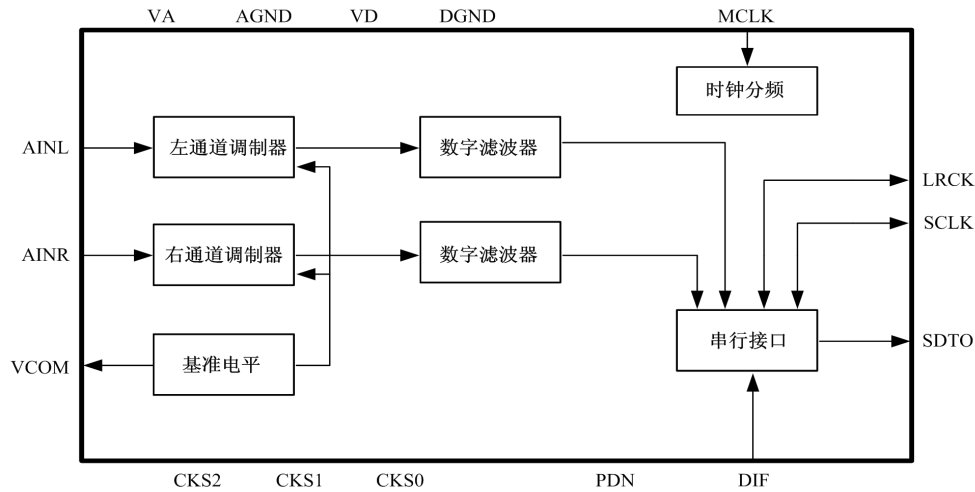 VA AGND VD DGND MCLK
时钟分频
AINL 左通道调制器 数字滤波器
LRCK
SCLK
AINR 右通道调制器 数字滤波器
VCOM 基准电平 串行接口 SDTO
CKS2 CKS1 CKS0 PDN DIF